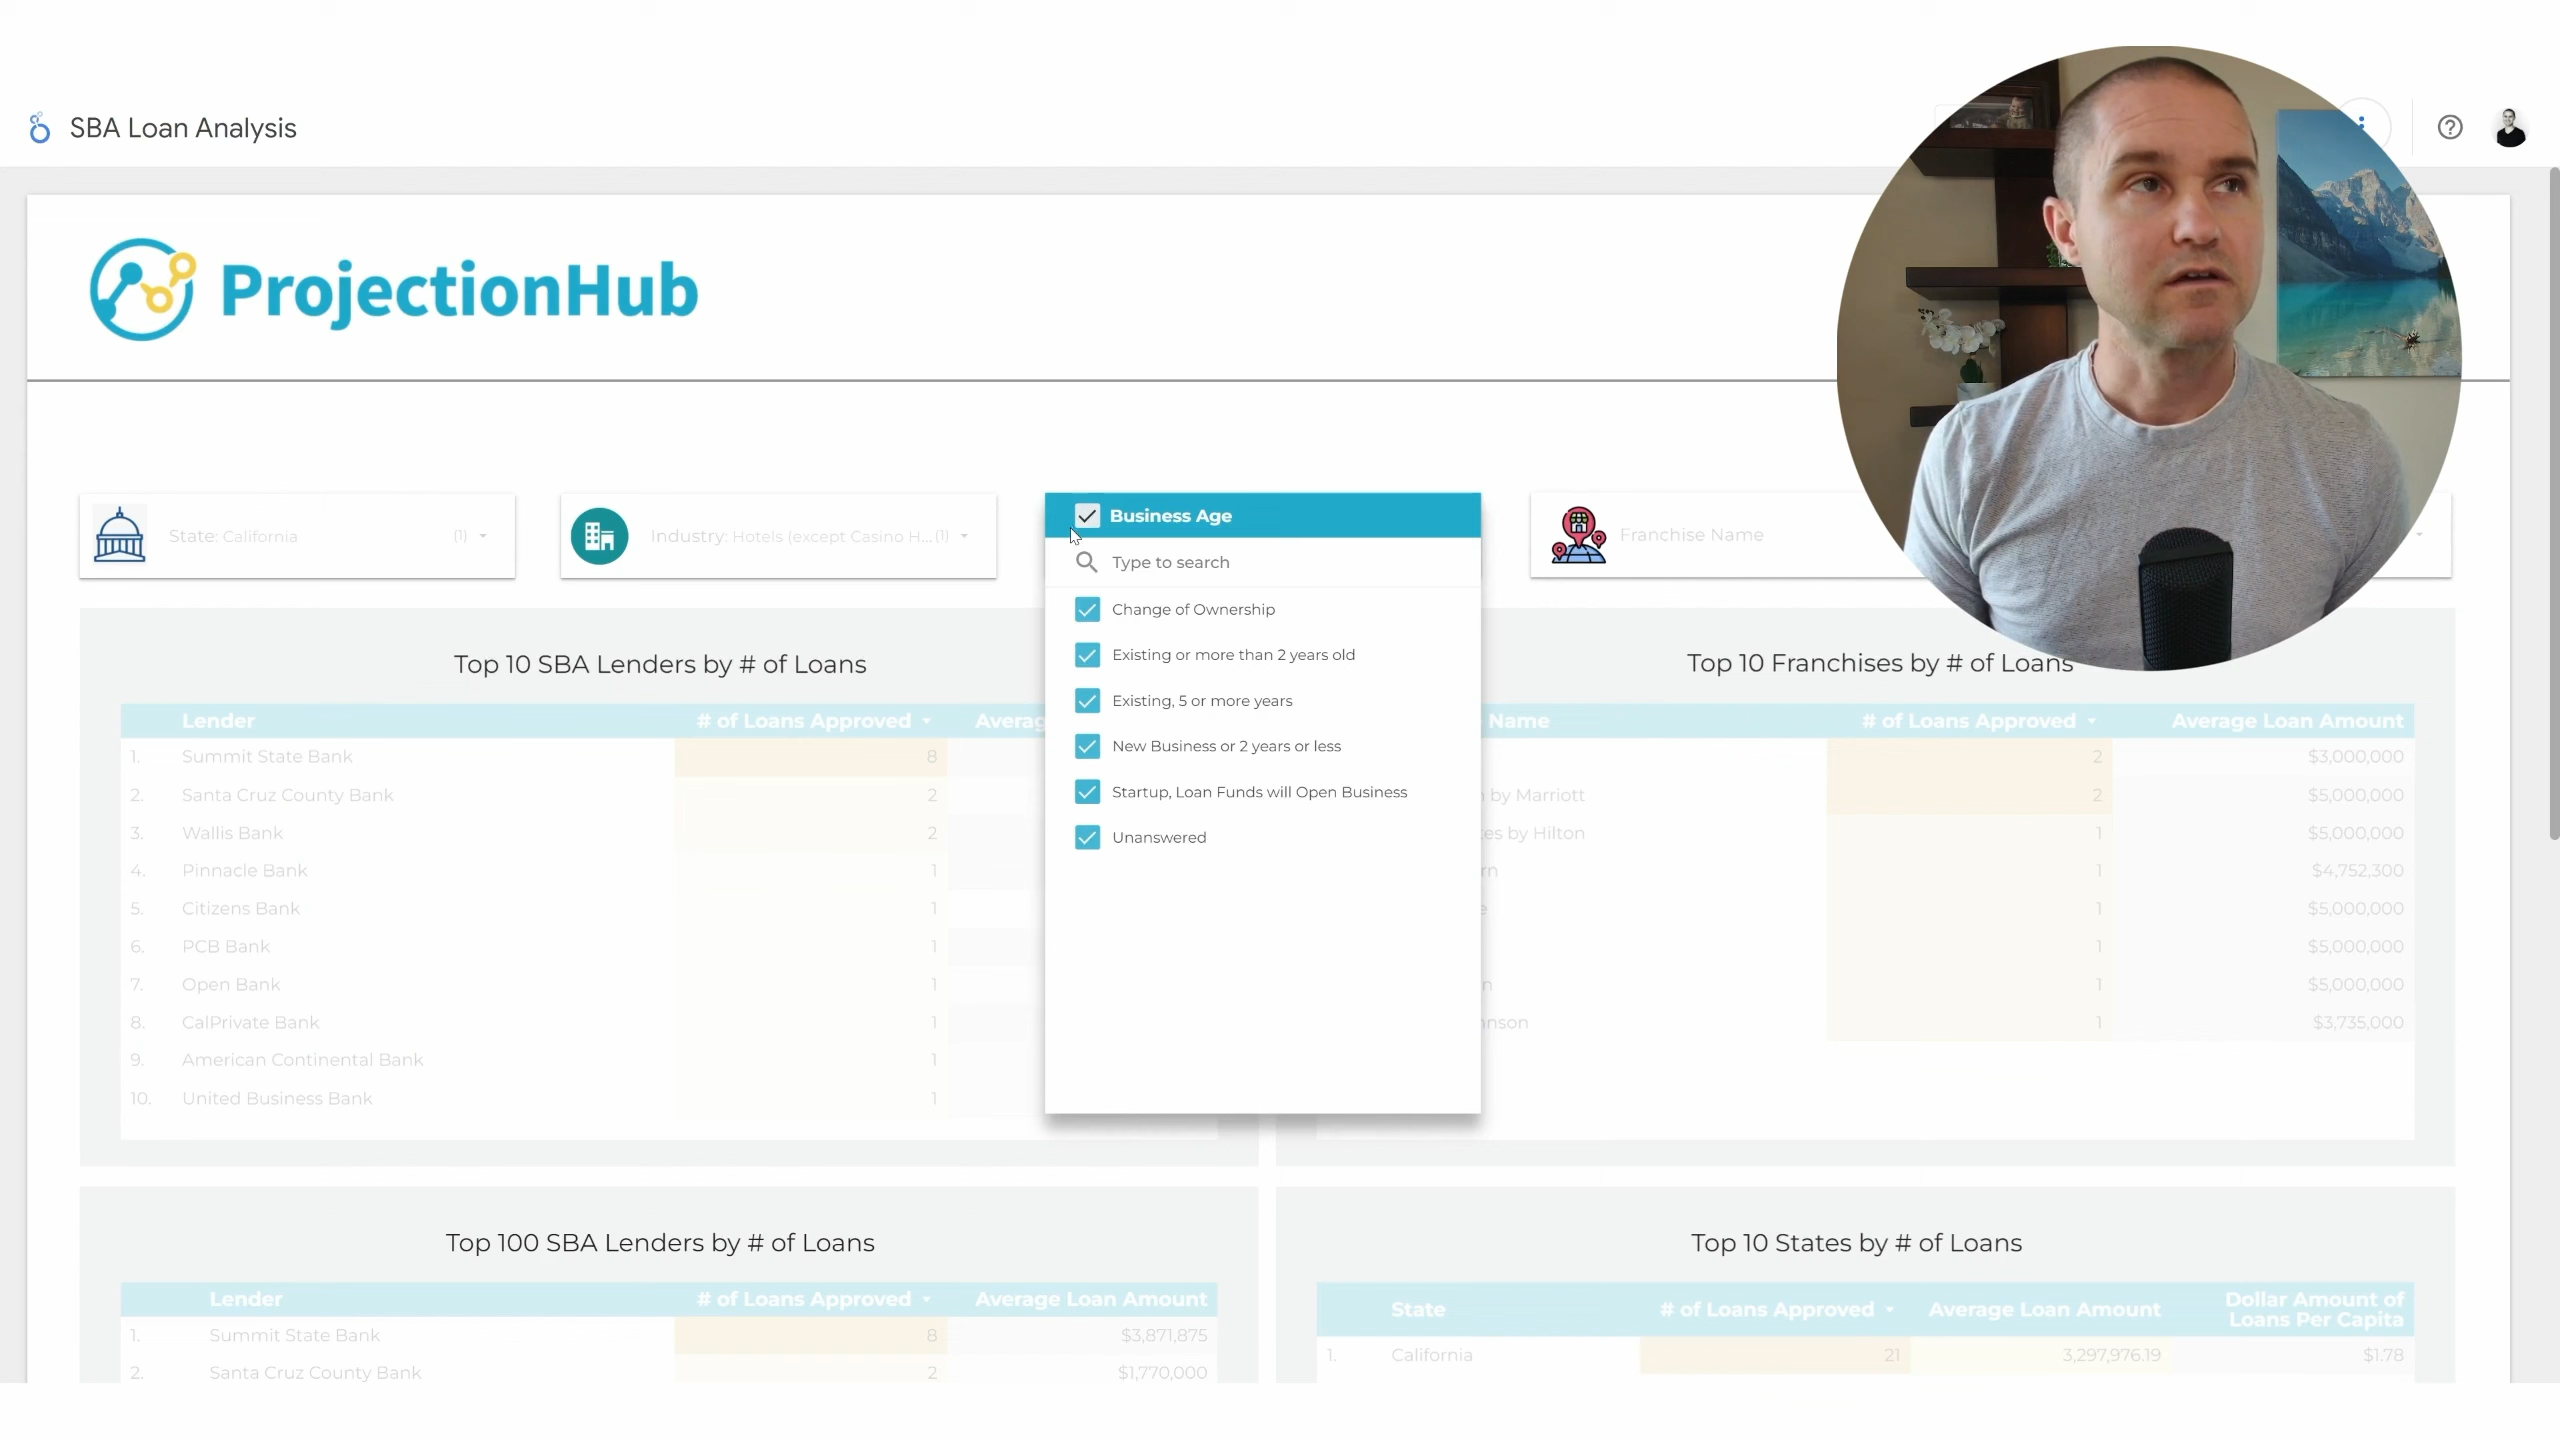 SBA Loan Analysis
ProjectionHub
State: California (1)
Industry: Hotels (except Casino H... (1)
Business Age
Type to search
Change of Ownership
Existing or more than 2 years old
Existing, 5 or more years
New Business or 2 years or less
Startup, Loan Funds will Open Business
Unanswered
Franchise Name
Top 10 SBA Lenders by # of Loans
Lender # of Loans Approved Averag
1. Summit State Bank 8
2. Santa Cruz County Bank 2
3. Wallis Bank 2
4. Pinnacle Bank 1
5. Citizens Bank 1
6. PCB Bank 1
7. Open Bank 1
8. CalPrivate Bank 1
9. American Continental Bank 1
10. United Business Bank 1
Top 10 Franchises by # of Loans
Name # of Loans Approved Average Loan Amount
2 $3,000,000
by Marriott 2 $5,000,000
es by Hilton 1 $5,000,000
rn 1 $4,752,300
e 1 $5,000,000
1 $5,000,000
n 1 $5,000,000
nson 1 $3,735,000
Top 100 SBA Lenders by # of Loans
Lender # of Loans Approved Average Loan Amount
1. Summit State Bank 8 $3,871,875
2. Santa Cruz County Bank 2 $1,770,000
Top 10 States by # of Loans
State # of Loans Approved Average Loan Amount Dollar Amount of
Loans Per Capita
1. California 21 3,297,976.19 $1.78